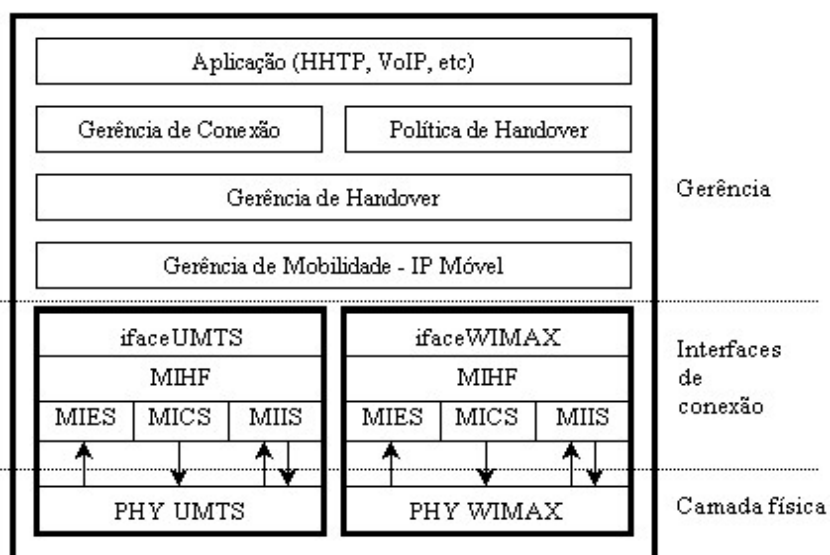 Aplicação (HHTP, VoIP, etc)
Gerência de Conexão
Política de Handover
Gerência de Handover
Gerência de Mobilidade - IP Móvel
Gerência
ifaceUMTS
MIHF
MIES MICS MIIS
PHY UMTS
ifaceWIMAX
MIHF
MIES MICS MIIS
PHY WIMAX
Interfaces
de
conexão
Camada física